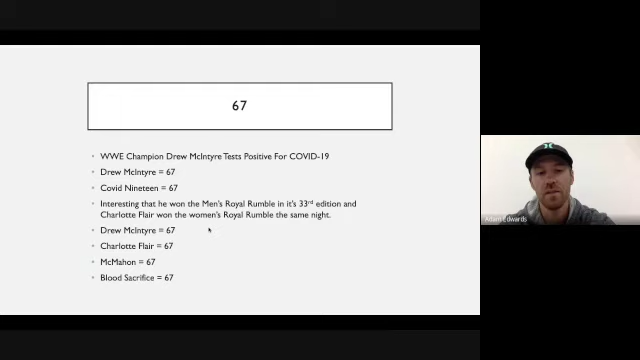 67
WWE Champion Drew McIntyre Tests Positive For COVID-19
Drew McIntyre = 67
Covid Nineteen = 67
Interesting that he won the Men's Royal Rumble in it's 33rd edition and
Charlotte Flair won the women's Royal Rumble the same night.
Drew McIntyre = 67
Charlotte Flair = 67
McMahon = 67
Blood Sacrifice = 67
Adam Edwards